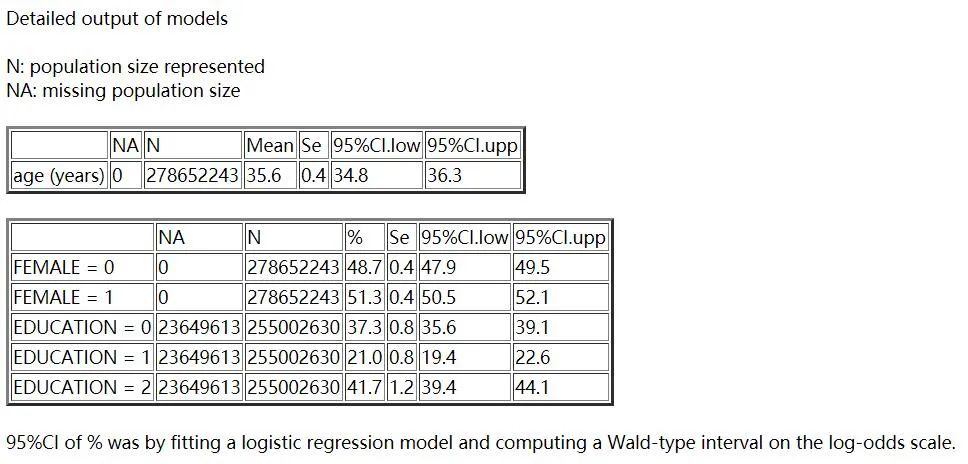 Detailed output of models
N: population size represented
NA: missing population size
NA N Mean Se 95%CI.low 95%CI.upp
age (years) 0 278652243 35.6 0.4 34.8 36.3
NA N % Se 95%CI.low 95%CI.upp
FEMALE = 0 0 278652243 48.7 0.4 47.9 49.5
FEMALE = 1 0 278652243 51.3 0.4 50.5 52.1
EDUCATION = 0 23649613 255002630 37.3 0.8 35.6 39.1
EDUCATION = 1 23649613 255002630 21.0 0.8 19.4 22.6
EDUCATION = 2 23649613 255002630 41.7 1.2 39.4 44.1
95%CI of % was by fitting a logistic regression model and computing a Wald-type interval on the log-odds scale.